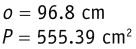 o = 96.8 cm
P = 555.39 cm²